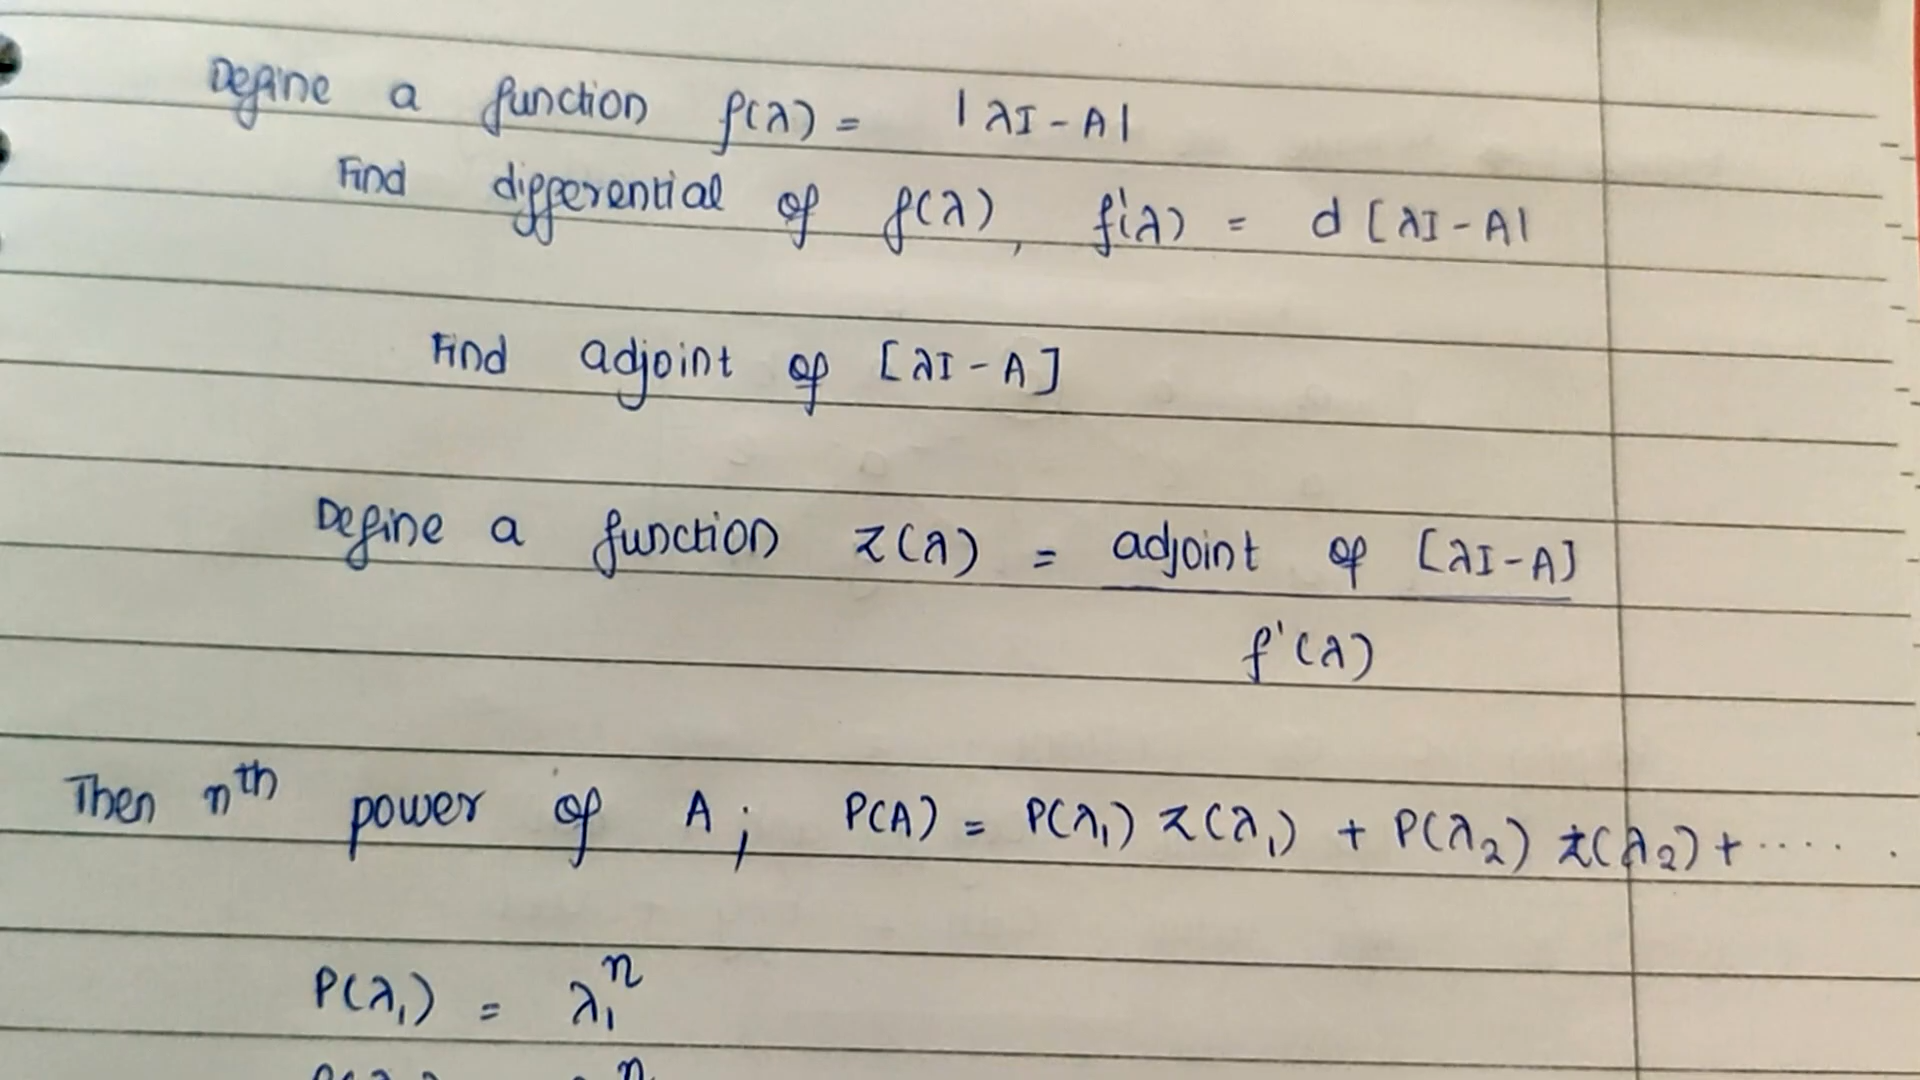 Define a function f(λ) = |λI - A|
Find differential of f(λ), f'(λ) = d [λI - A|
Find adjoint of [λI - A]
Define a function Z(λ) = adjoint of [λI - A]
f'(λ)
Then nth power of A; P(A) = P(λ₁) Z(λ₁) + P(λ₂) Z(λ₂) + .....
P(λ₁) = λ₁ⁿ